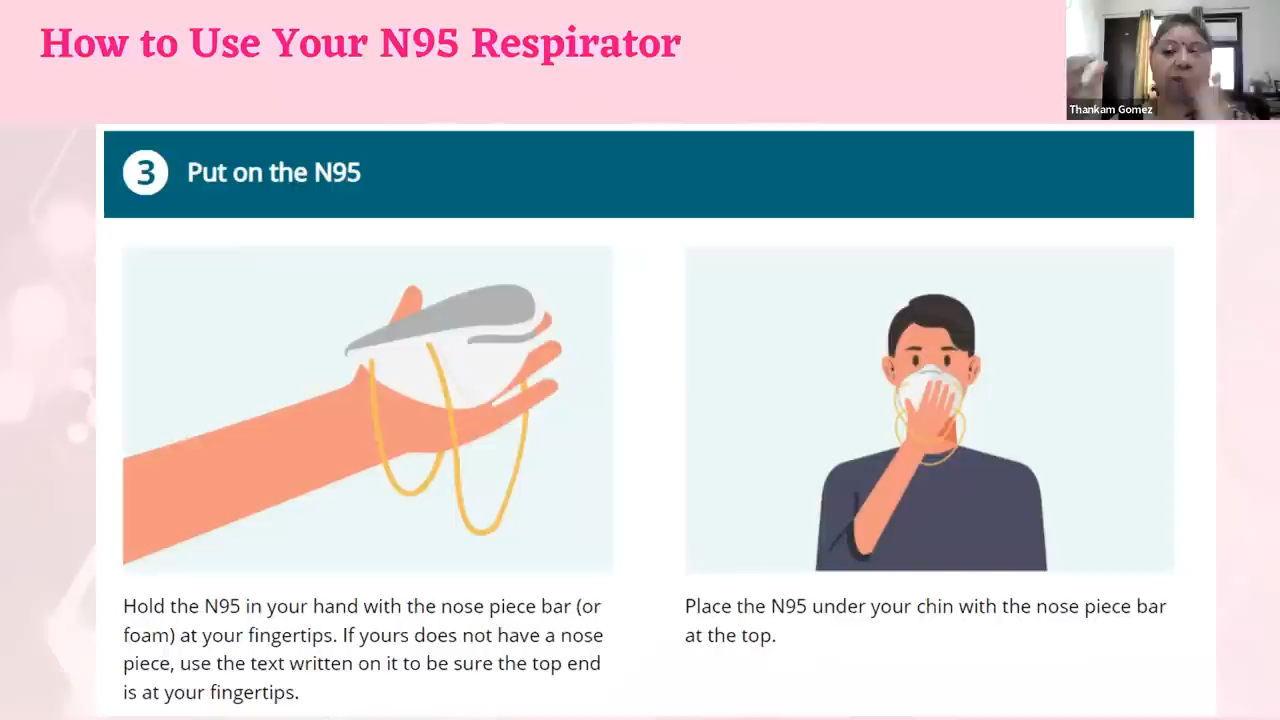 How to Use Your N95 Respirator
Thankam Gomez
3 Put on the N95
Hold the N95 in your hand with the nose piece bar (or
foam) at your fingertips. If yours does not have a nose
piece, use the text written on it to be sure the top end
is at your fingertips.
Place the N95 under your chin with the nose piece bar
at the top.